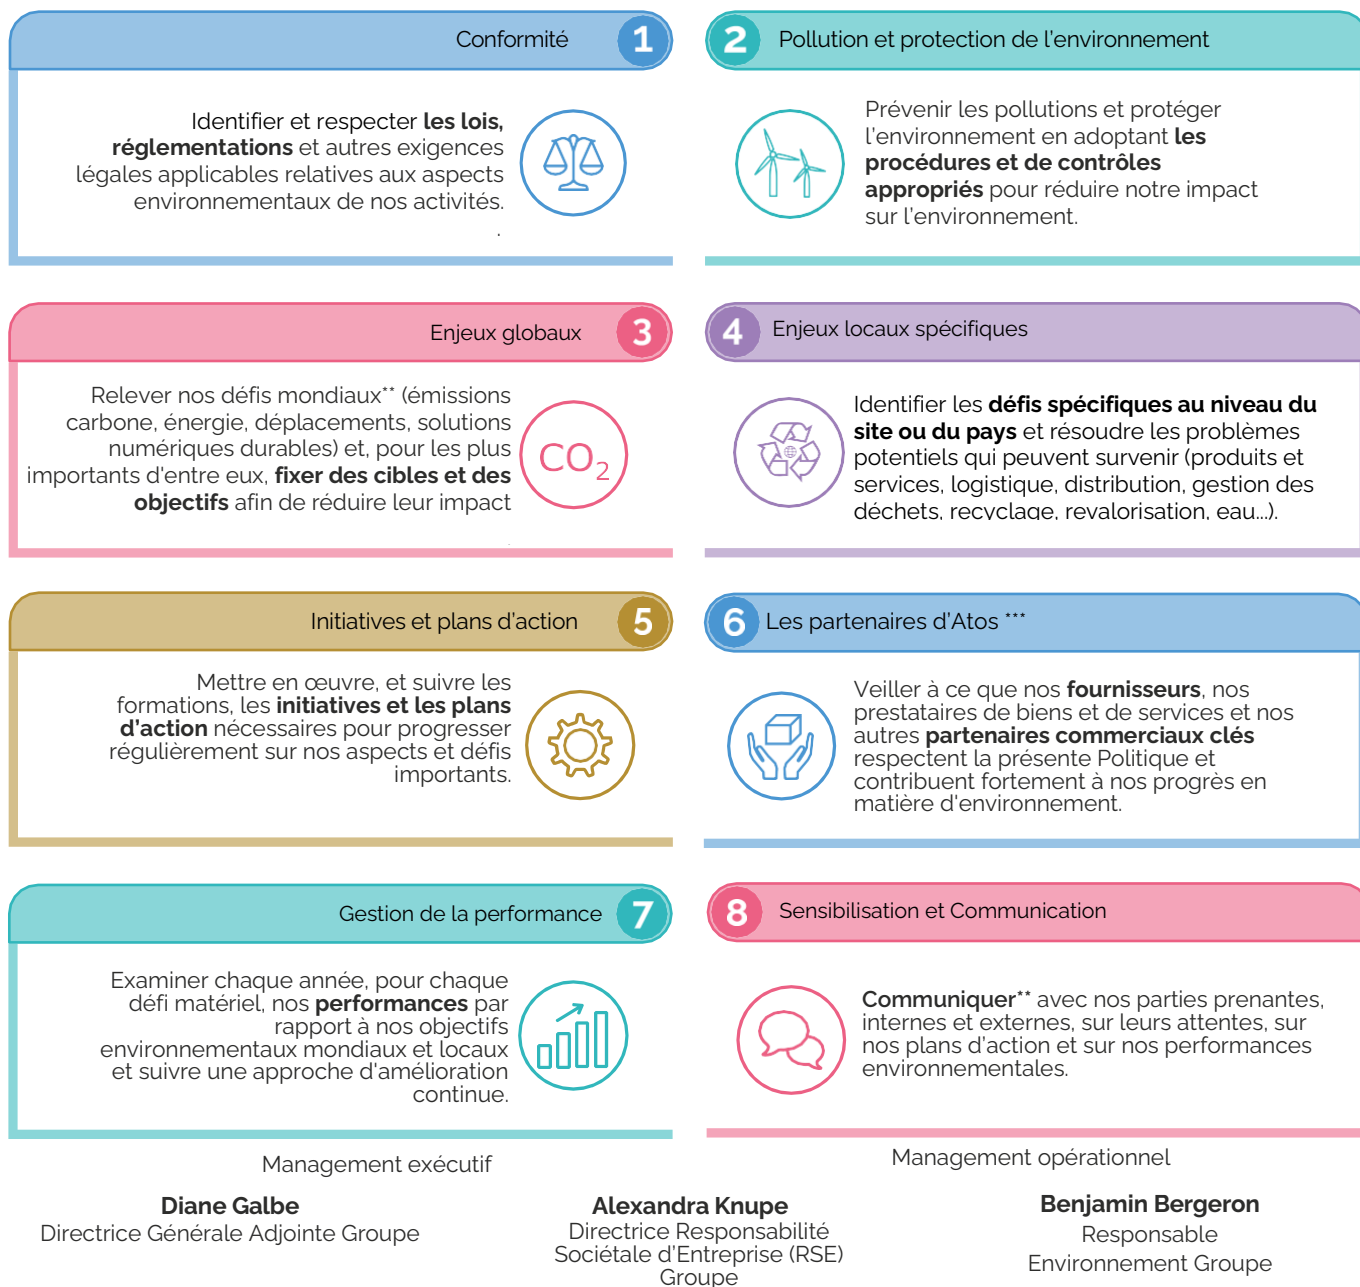 Conformité 1
Identifier et respecter les lois,
réglementations et autres exigences
légales applicables relatives aux aspects
environnementaux de nos activités.
.
2 Pollution et protection de l'environnement
Prévenir les pollutions et protéger
l'environnement en adoptant les
procédures et de contrôles
appropriés pour réduire notre impact
sur l'environnement.
Enjeux globaux 3
Relever nos défis mondiaux** (émissions
carbone, énergie, déplacements, solutions
numériques durables) et, pour les plus
importants d'entre eux, fixer des cibles et des
objectifs afin de réduire leur impact
.
CO2
4 Enjeux locaux spécifiques
Identifier les défis spécifiques au niveau du
site ou du pays et résoudre les problèmes
potentiels qui peuvent survenir (produits et
services, logistique, distribution, gestion des
déchets, recyclage, revalorisation, eau...).
Initiatives et plans d'action 5
Mettre en œuvre, et suivre les
formations, les initiatives et les plans
d'action nécessaires pour progresser
régulièrement sur nos aspects et défis
importants.
6 Les partenaires d'Atos ***
Veiller à ce que nos fournisseurs, nos
prestataires de biens et de services et nos
autres partenaires commerciaux clés
respectent la présente Politique et
contribuent fortement à nos progrès en
matière d'environnement.
Gestion de la performance 7
Examiner chaque année, pour chaque
défi matériel, nos performances par
rapport à nos objectifs
environnementaux mondiaux et locaux
et suivre une approche d'amélioration
continue.
8 Sensibilisation et Communication
Communiquer** avec nos parties prenantes,
internes et externes, sur leurs attentes, sur
nos plans d'action et sur nos performances
environnementales.
Management exécutif
Management opérationnel
Diane Galbe
Directrice Générale Adjointe Groupe
Alexandra Knupe
Directrice Responsabilité
Sociétale d'Entreprise (RSE)
Groupe
Benjamin Bergeron
Responsable
Environnement Groupe